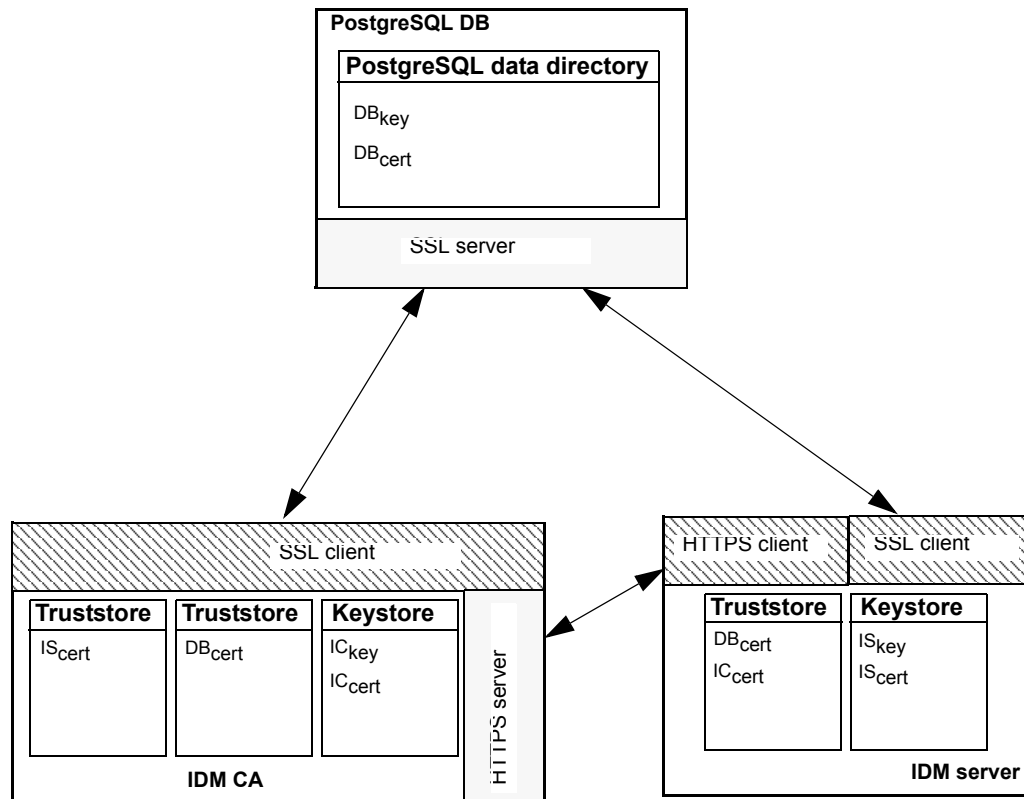 PostgreSQL DB
PostgreSQL data directory
DBkey
DBcert
SSL server
SSL client
Truststore
IScert
Truststore
DBcert
Keystore
ICkey
ICcert
HTTPS server
IDM CA
HTTPS client
SSL client
Truststore
DBcert
ICcert
Keystore
ISkey
IScert
IDM server